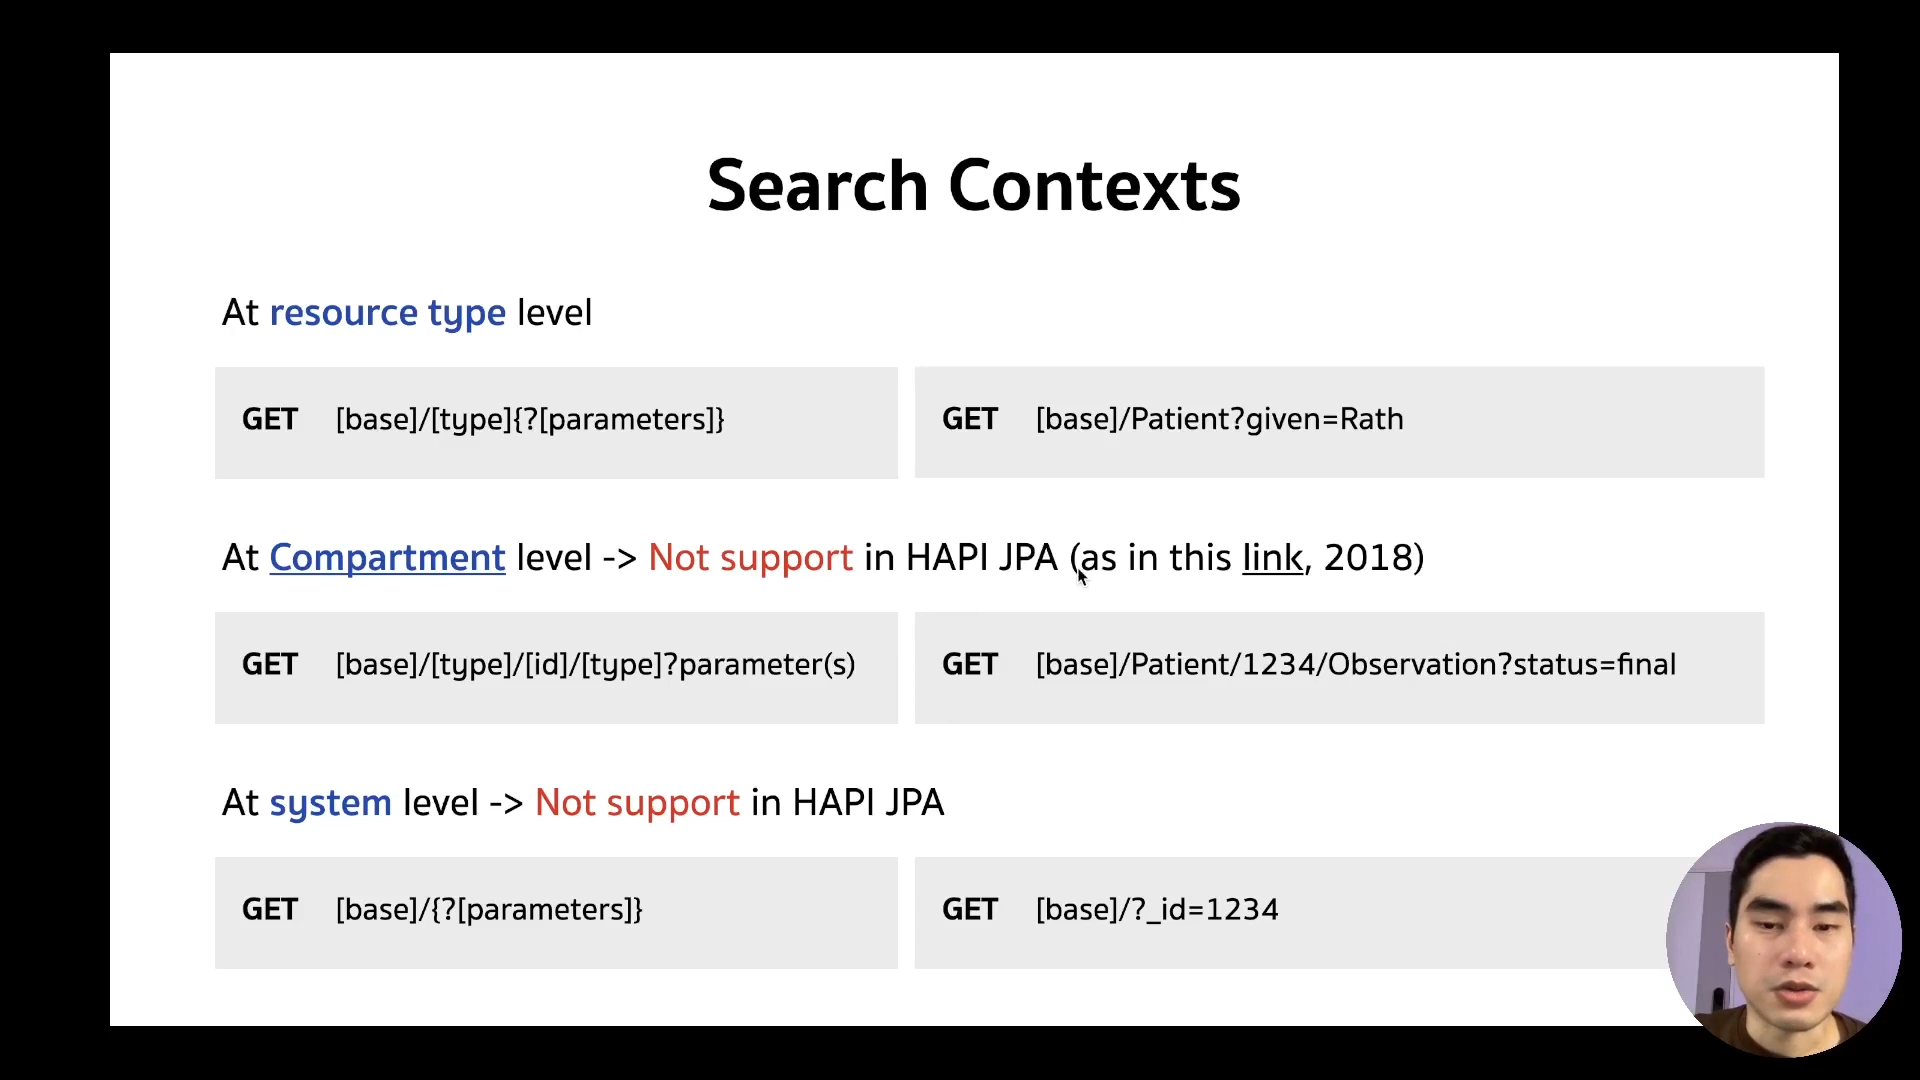 Search Contexts
At resource type level
GET [base]/[type]{?[parameters]}
GET [base]/Patient?given=Rath
At Compartment level -> Not support in HAPI JPA (as in this link, 2018)
GET [base]/[type]/[id]/[type]?parameter(s)
GET [base]/Patient/1234/Observation?status=final
At system level -> Not support in HAPI JPA
GET [base]/{?[parameters]}
GET [base]/?_id=1234